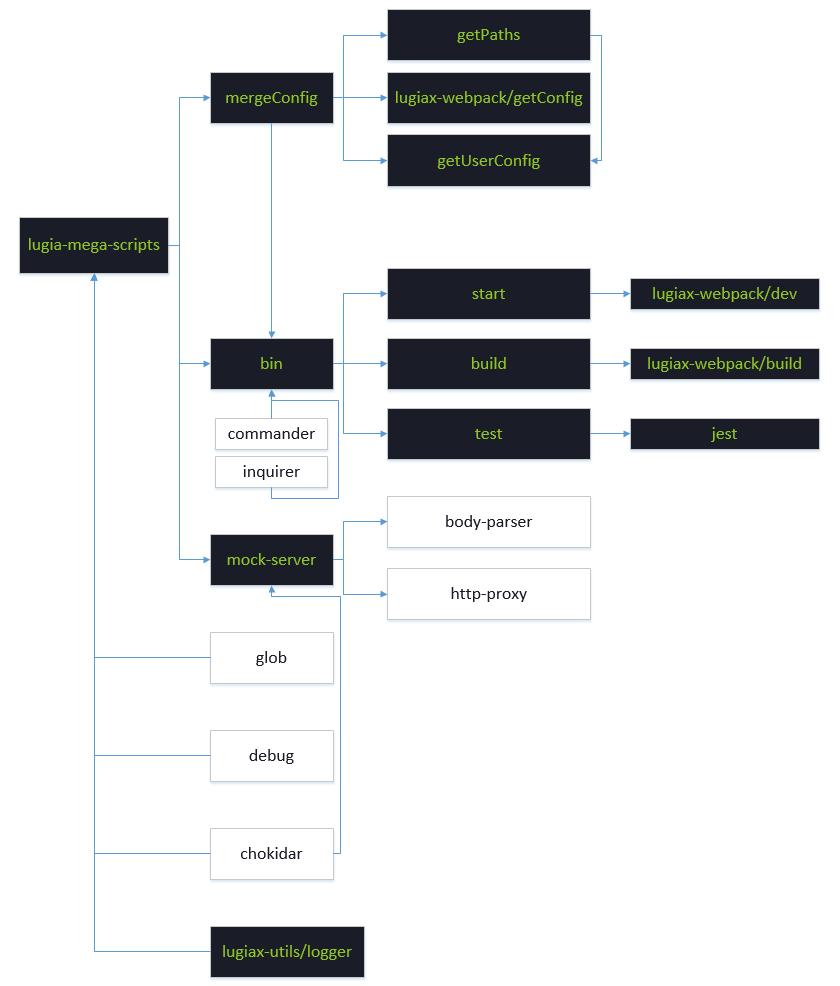 getPaths
mergeConfig
lugiax-webpack/getConfig
getUserConfig
lugia-mega-scripts
start
lugiax-webpack/dev
bin
build
lugiax-webpack/build
commander
test
jest
inquirer
body-parser
mock-server
http-proxy
glob
debug
chokidar
lugiax-utils/logger